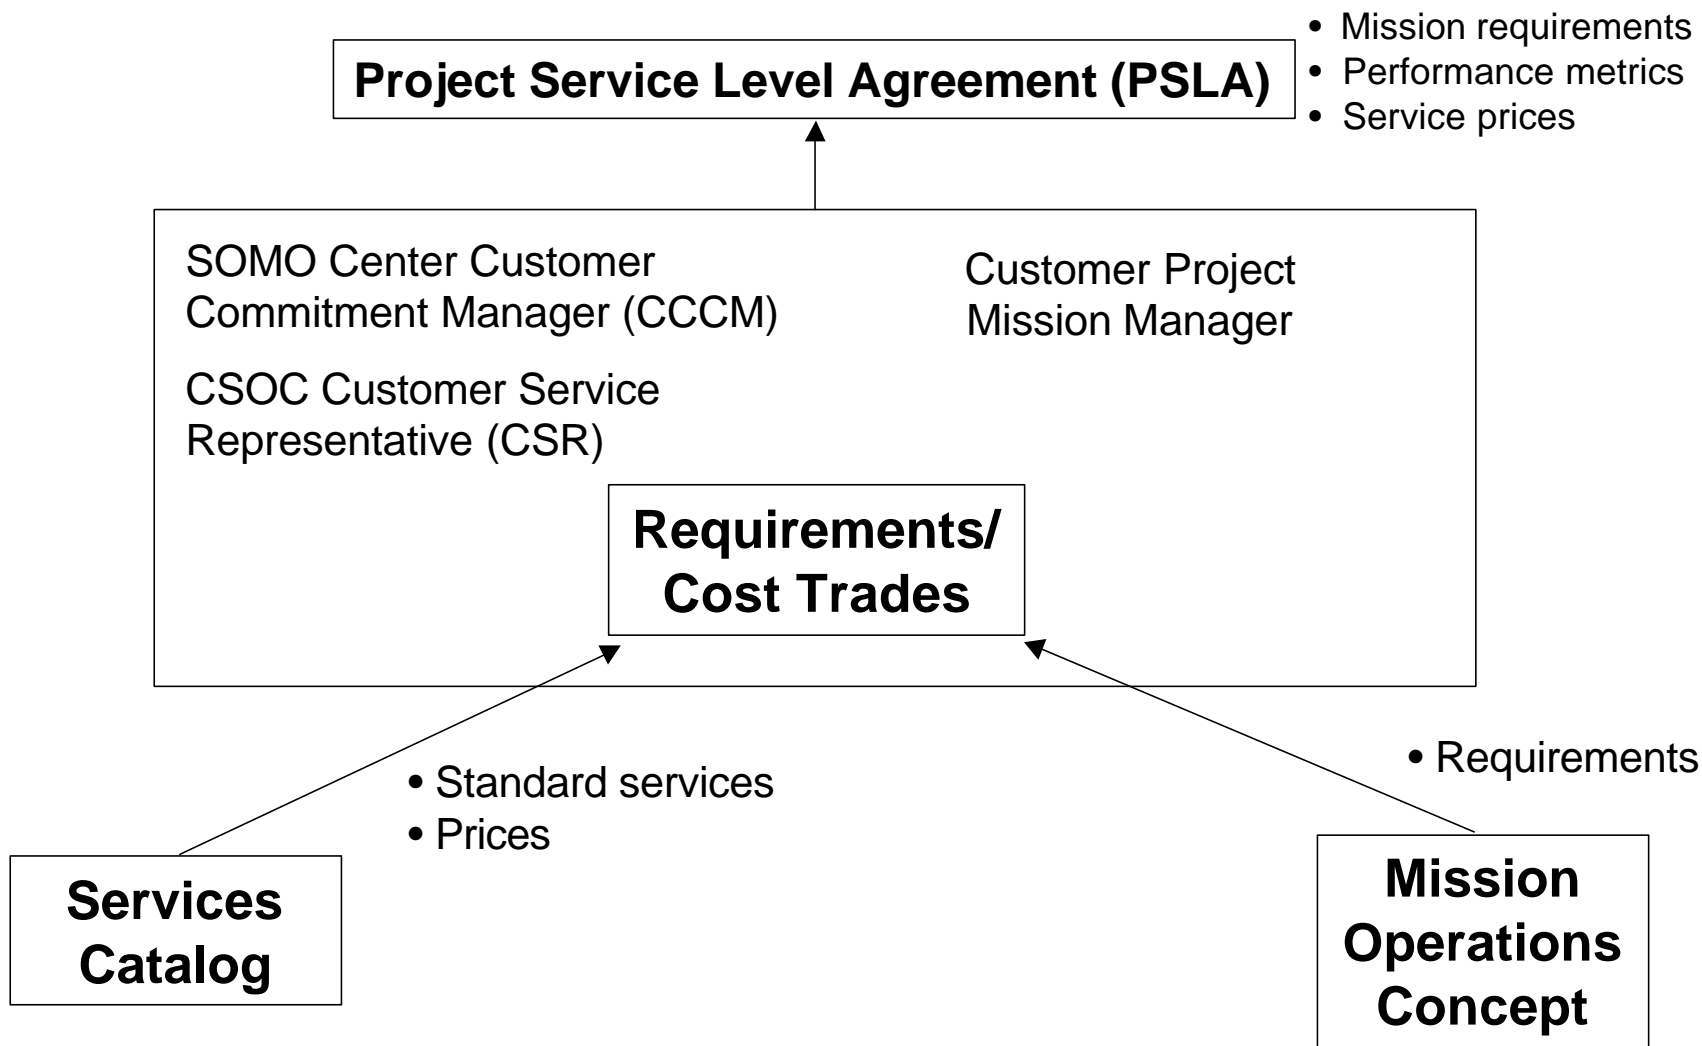 Project Service Level Agreement (PSLA)
• Mission requirements
• Performance metrics
• Service prices
SOMO Center Customer
Commitment Manager (CCCM)
CSOC Customer Service
Representative (CSR)
Customer Project
Mission Manager
Requirements/
Cost Trades
• Standard services
• Prices
• Requirements
Services
Catalog
Mission
Operations
Concept